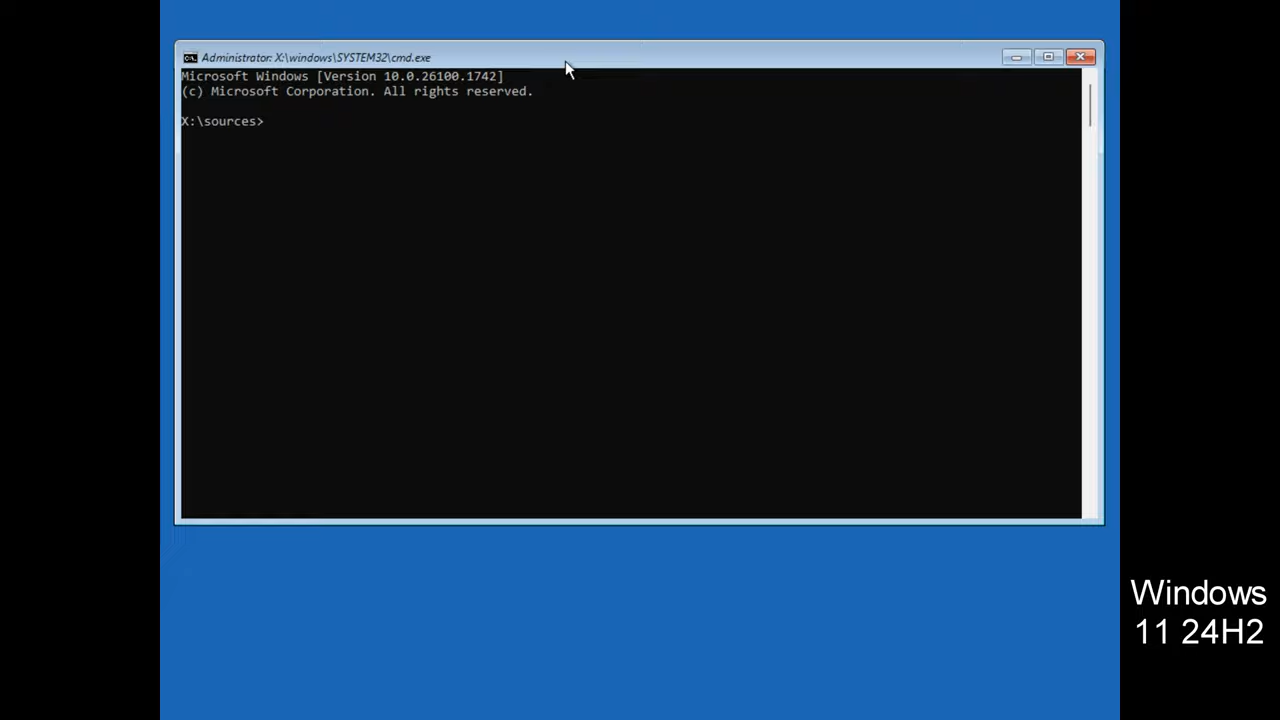 Administrator: X:\windows\SYSTEM32\cmd.exe
Microsoft Windows [Version 10.0.26100.1742]
(c) Microsoft Corporation. All rights reserved.
X:\sources>
Windows
11 24H2